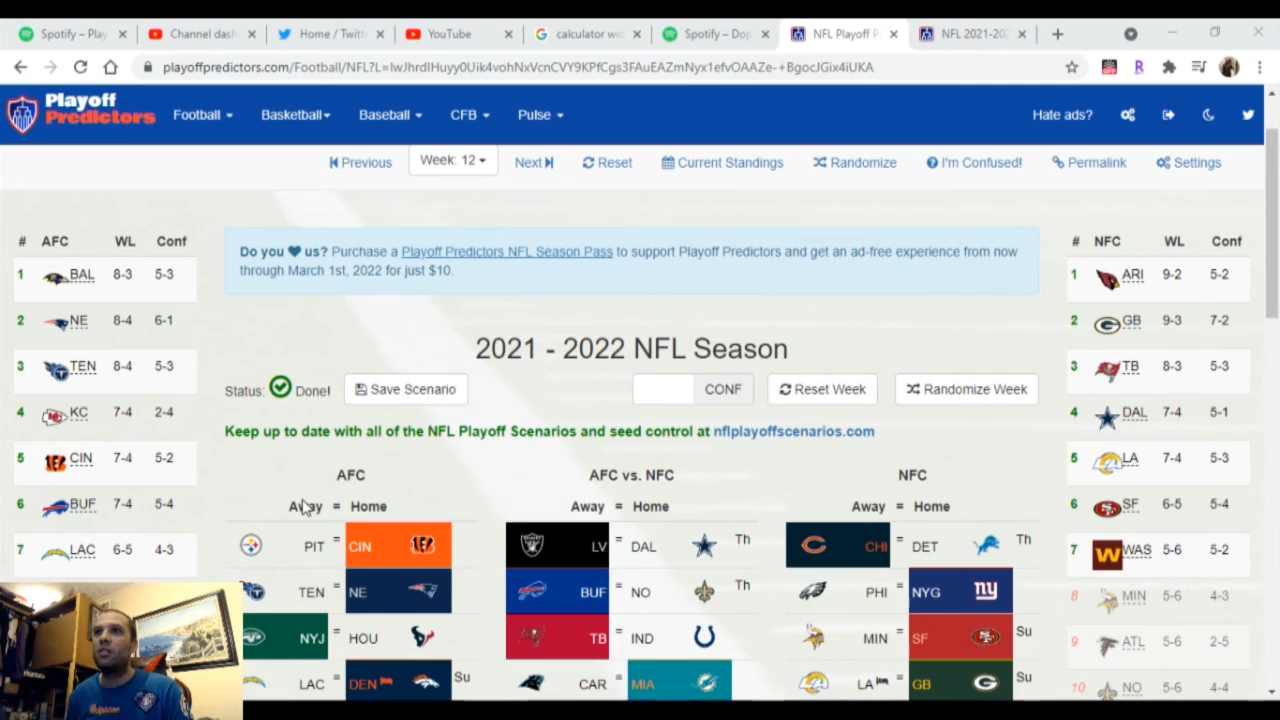 Spotify – Play
Channel dash
Home / Twitt
YouTube
calculator wid
Spotify – Dop
NFL Playoff P
NFL 2021-202
playoffpredictors.com/Football/NFL?L=IwJhrdIHuyy0Uik4vohNxVcnCVY9KPfCgs3FAuEAZmNyx1efvOAAZe-+BgocJGix4iUKA
Playoff
Predictors
Football
Basketball
Baseball
CFB
Pulse
Hate ads?
Previous
Week: 12
Next
Reset
Current Standings
Randomize
I'm Confused!
Permalink
Settings
# AFC WL Conf
1 BAL 8-3 5-3
2 NE 8-4 6-1
3 TEN 8-4 5-3
4 KC 7-4 2-4
5 CIN 7-4 5-2
6 BUF 7-4 5-4
7 LAC 6-5 4-3
Do you us? Purchase a Playoff Predictors NFL Season Pass to support Playoff Predictors and get an ad-free experience from now
through March 1st, 2022 for just $10.
2021 - 2022 NFL Season
Status: Done!
Save Scenario
CONF
Reset Week
Randomize Week
Keep up to date with all of the NFL Playoff Scenarios and seed control at nflplayoffscenarios.com
AFC
Away = Home
PIT = CIN
TEN = NE
NYJ = HOU
LAC = DEN Su
AFC vs. NFC
Away = Home
LV = DAL Th
BUF = NO Th
TB = IND
CAR = MIA
NFC
Away = Home
CHI = DET Th
PHI = NYG
MIN = SF Su
LA = GB Su
# NFC WL Conf
1 ARI 9-2 5-2
2 GB 9-3 7-2
3 TB 8-3 5-3
4 DAL 7-4 5-1
5 LA 7-4 5-3
6 SF 6-5 5-4
7 WAS 5-6 5-2
8 MIN 5-6 4-3
9 ATL 5-6 2-5
10 NO 5-6 4-4